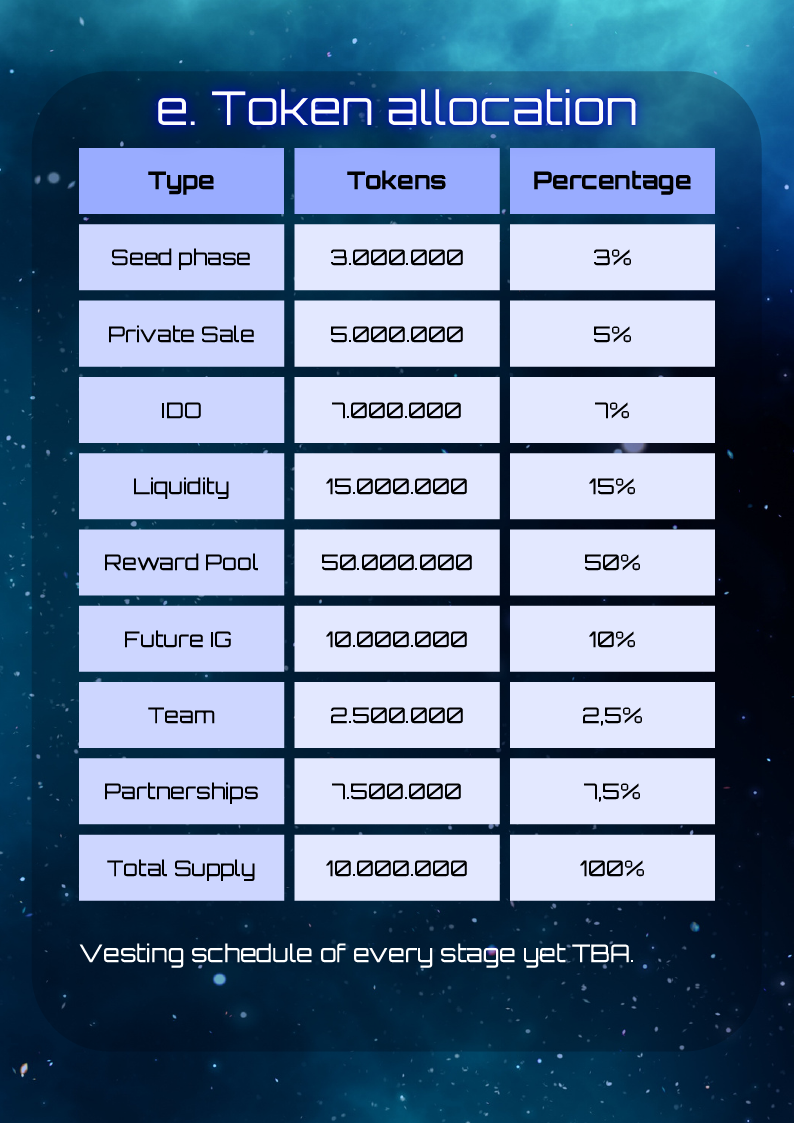 e. Token allocation
Type Tokens Percentage
Seed phase 3.000.000 3%
Private Sale 5.000.000 5%
IDO 7.000.000 7%
Liquidity 15.000.000 15%
Reward Pool 50.000.000 50%
Future IG 10.000.000 10%
Team 2.500.000 2,5%
Partnerships 7.500.000 7,5%
Total Supply 10.000.000 100%
Vesting schedule of every stage yet TBA.